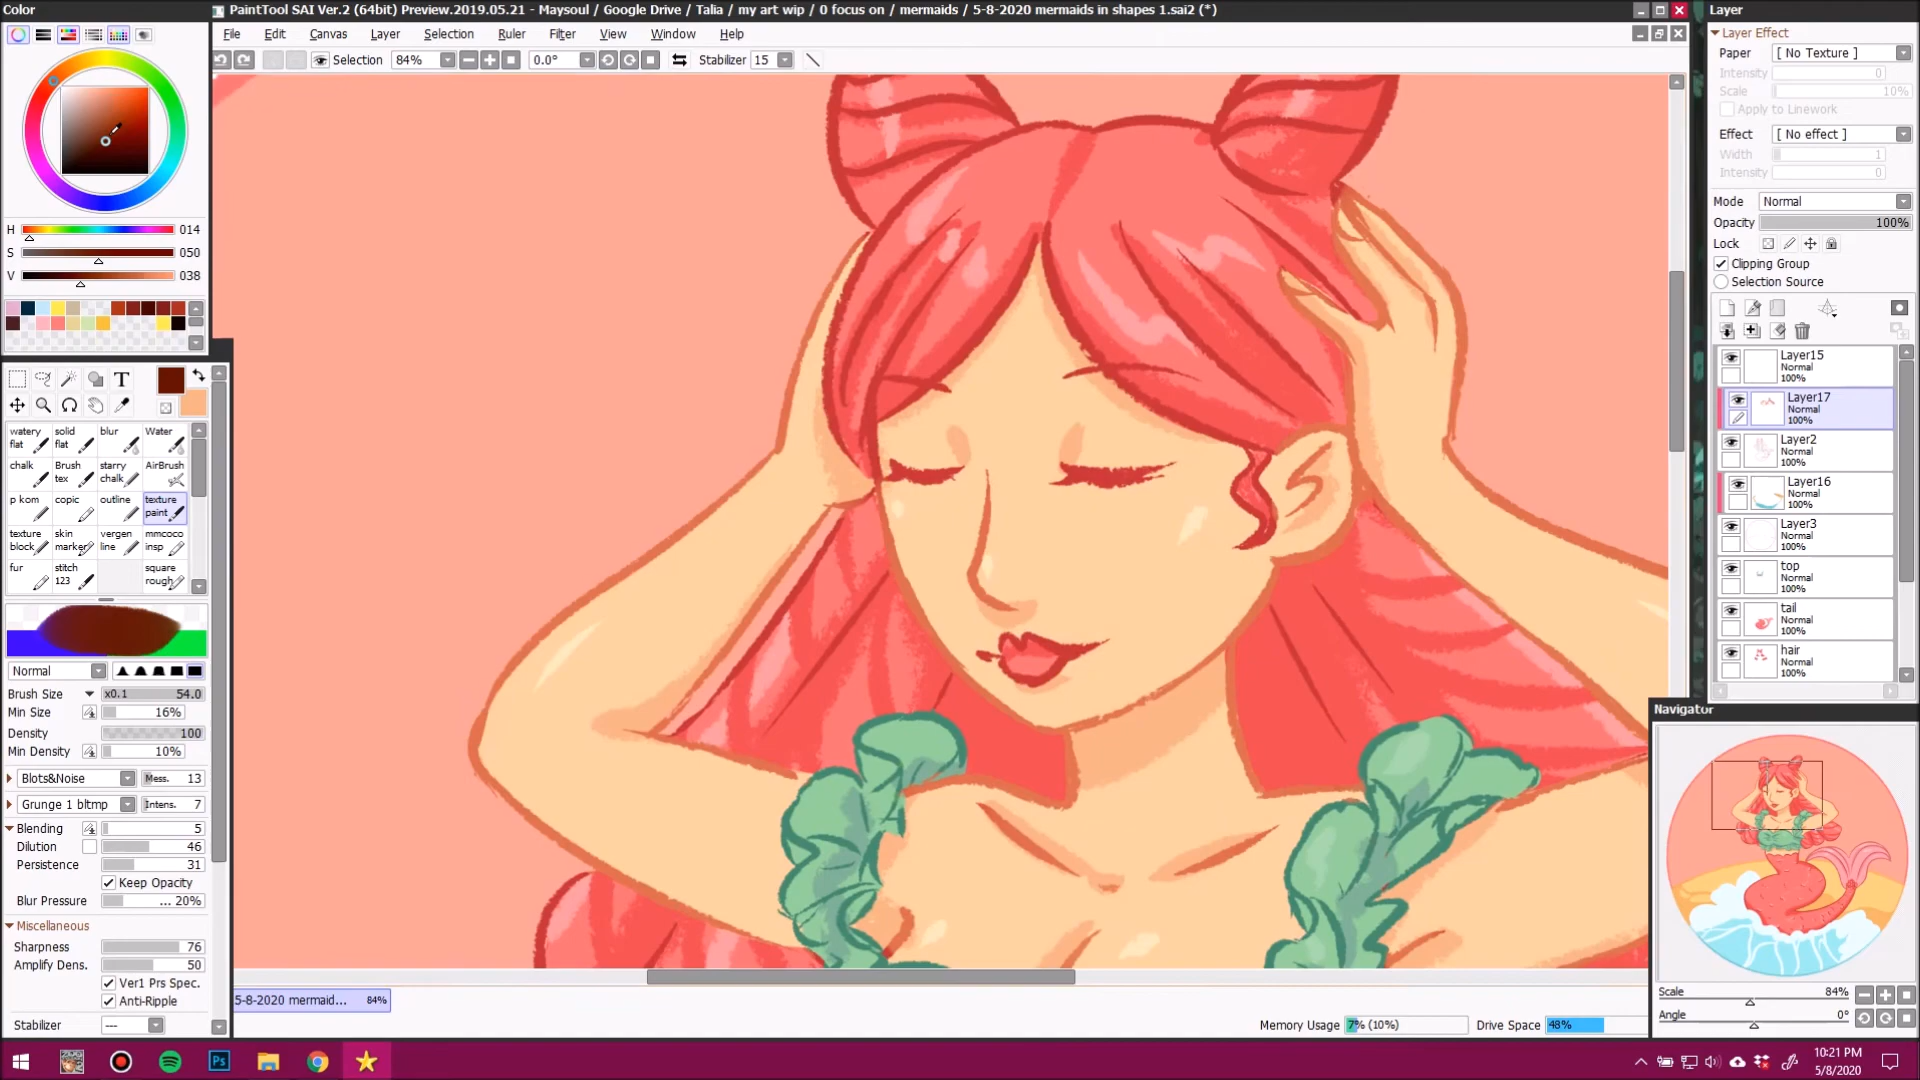 Color
PaintTool SAI Ver.2 (64bit) Preview.2019.05.21 - Maysoul / Google Drive / Talia / my art wip / 0 focus on / mermaids / 5-8-2020 mermaids in shapes 1.sai2 (*)
Layer
File Edit Canvas Layer Selection Ruler Filter View Window Help
Selection 84% 0.0° Stabilizer 15
Layer Effect
Paper [ No Texture ]
Intensity 0
Scale 10%
Apply to Linework
Effect [ No effect ]
Width 1
Intensity 0
Mode Normal
Opacity 100%
Lock
Clipping Group
Selection Source
H 014
S 050
V 038
T
watery flat
solid flat
blur
Water
chalk
Brush tex
starry chalk
AirBrush
p kom
copic
outline
texture paint
texture block
skin marker
vergen line
mmcoco insp
fur
stitch 123
square rough
Normal
Brush Size x0.1 54.0
Min Size 16%
Density 100
Min Density 10%
Blots&Noise Mess. 13
Grunge 1 bltmp Intens. 7
Blending 5
Dilution 46
Persistence 31
Keep Opacity
Blur Pressure ... 20%
Miscellaneous
Sharpness 76
Amplify Dens. 50
Ver1 Prs Spec.
Anti-Ripple
Stabilizer ---
Layer15
Normal
100%
Layer17
Normal
100%
Layer2
Normal
100%
Layer16
Normal
100%
Layer3
Normal
100%
top
Normal
100%
tail
Normal
100%
hair
Normal
100%
Navigator
Scale 84%
Angle 0°
5-8-2020 mermaid... 84%
Memory Usage 7% (10%) Drive Space 48%
Ps
10:21 PM
5/8/2020